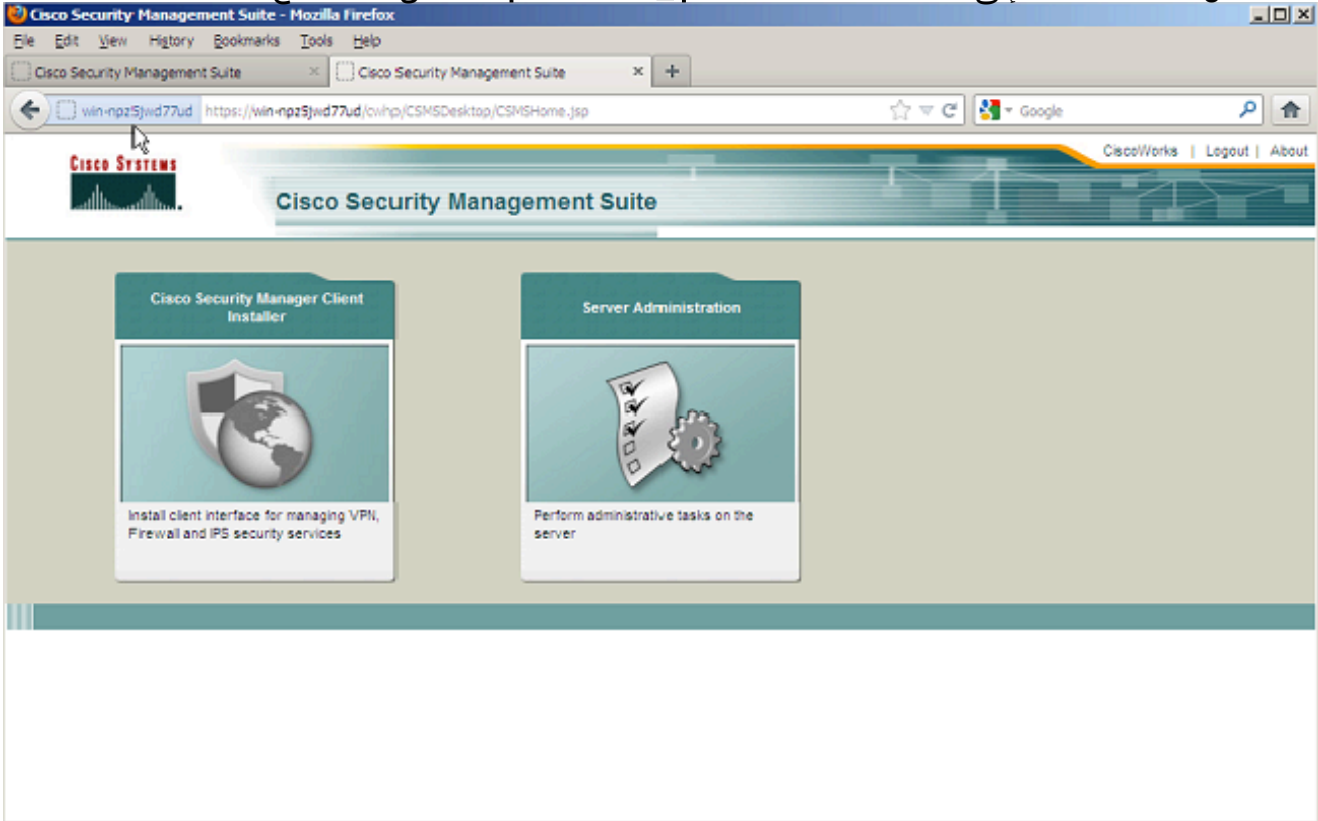 Cisco Security Management Suite - Mozilla Firefox
File Edit View History Bookmarks Tools Help
Cisco Security Management Suite × Cisco Security Management Suite × +
win-npz5jwd77ud https://win-npz5jwd77ud/cwhp/CSMSDesktop/CSMSHome.jsp Google
CiscoWorks | Logout | About
CISCO SYSTEMS
Cisco Security Management Suite
Cisco Security Manager Client
Installer
Install client interface for managing VPN,
Firewall and IPS security services
Server Administration
Perform administrative tasks on the
server